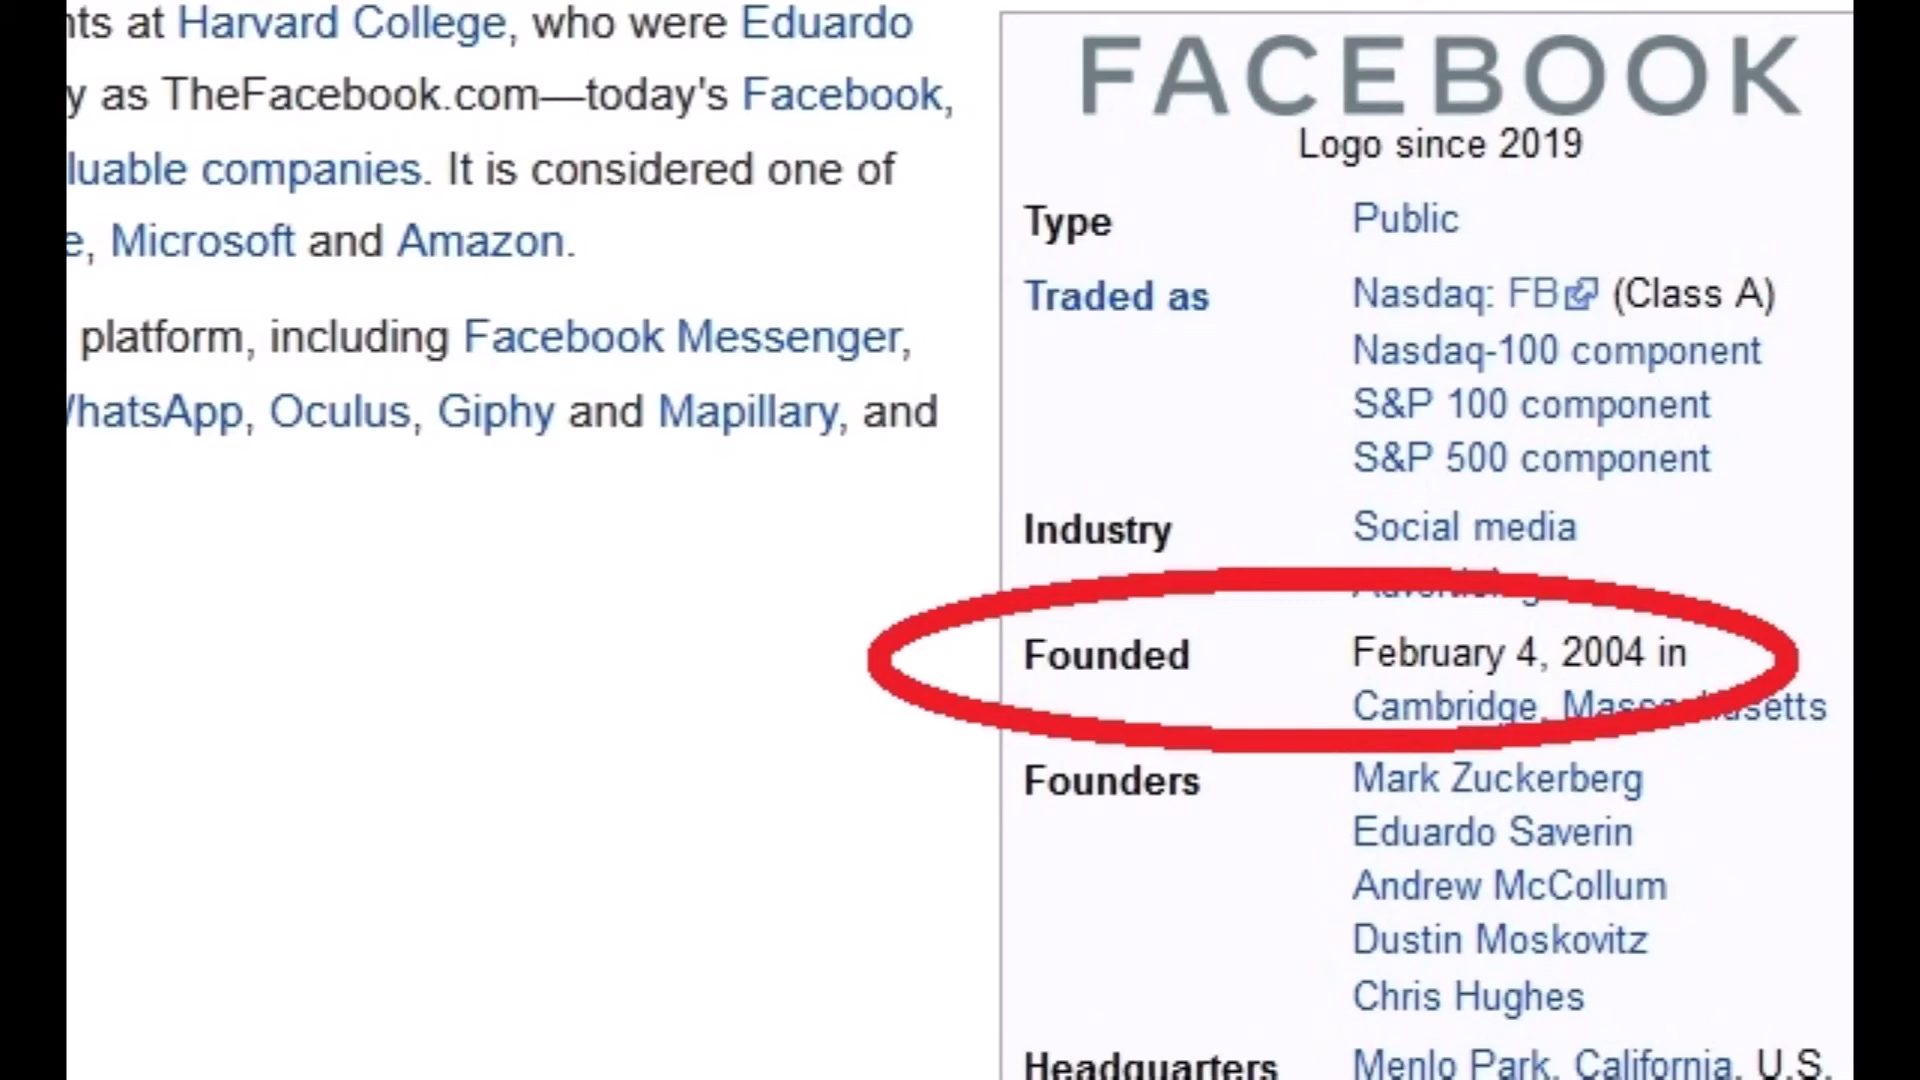 nts at Harvard College, who were Eduardo
y as TheFacebook.com—today's Facebook,
luable companies. It is considered one of
e, Microsoft and Amazon.
platform, including Facebook Messenger,
WhatsApp, Oculus, Giphy and Mapillary, and
FACEBOOK
Logo since 2019
Type Public
Traded as Nasdaq: FB (Class A)
Nasdaq-100 component
S&P 100 component
S&P 500 component
Industry Social media
Advertising
Founded February 4, 2004 in
Cambridge, Massachusetts
Founders Mark Zuckerberg
Eduardo Saverin
Andrew McCollum
Dustin Moskovitz
Chris Hughes
Headquarters Menlo Park, California, U.S.